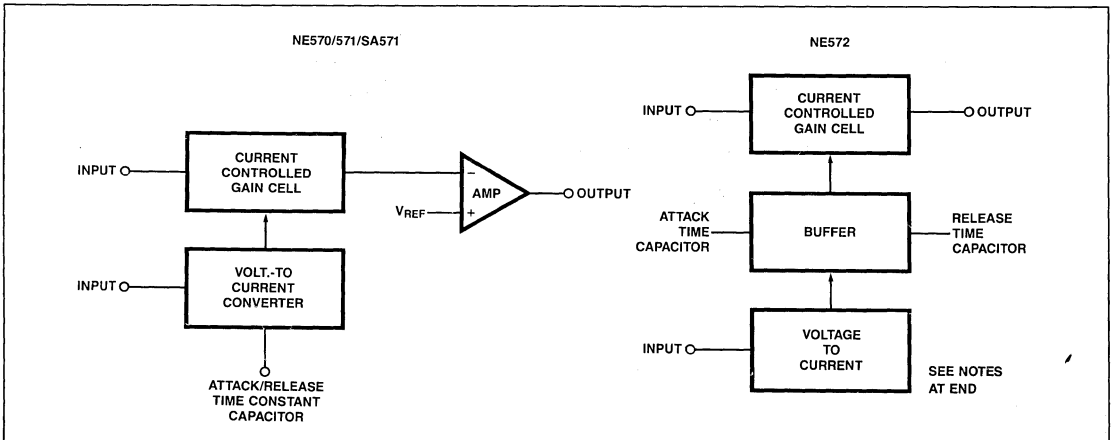 NE570/571/SA571
INPUT
CURRENT
CONTROLLED
GAIN CELL
−
AMP
+
VREF
OUTPUT
INPUT
VOLT.-TO
CURRENT
CONVERTER
ATTACK/RELEASE
TIME CONSTANT
CAPACITOR
NE572
INPUT
CURRENT
CONTROLLED
GAIN CELL
OUTPUT
ATTACK
TIME
CAPACITOR
BUFFER
RELEASE
TIME
CAPACITOR
INPUT
VOLTAGE
TO
CURRENT
SEE NOTES
AT END